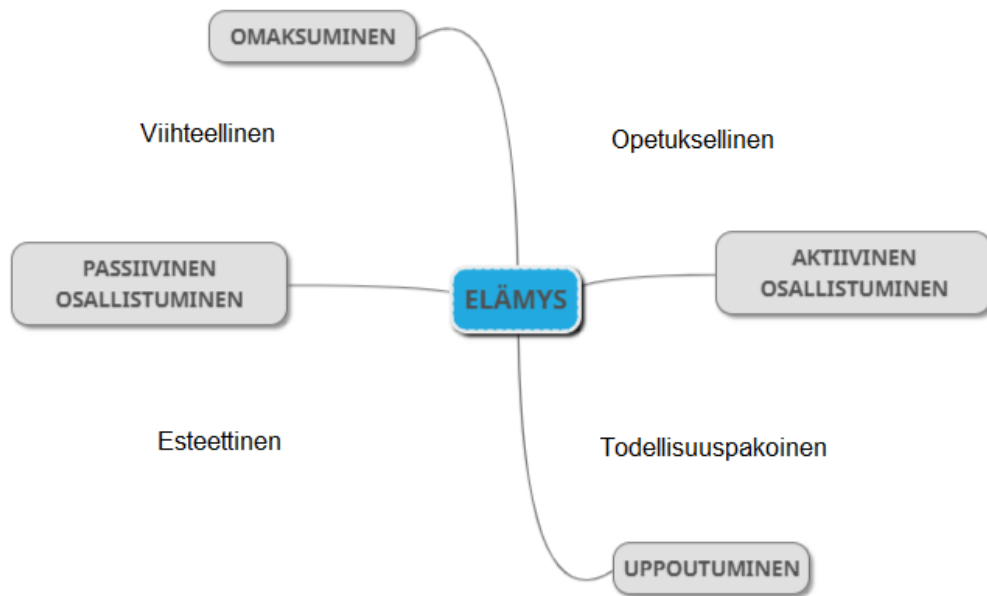 OMAKSUMINEN
Viihteellinen
Opetuksellinen
PASSIIVINEN
OSALLISTUMINEN
ELÄMYS
AKTIIVINEN
OSALLISTUMINEN
Esteettinen
Todellisuuspakoinen
UPPOUTUMINEN